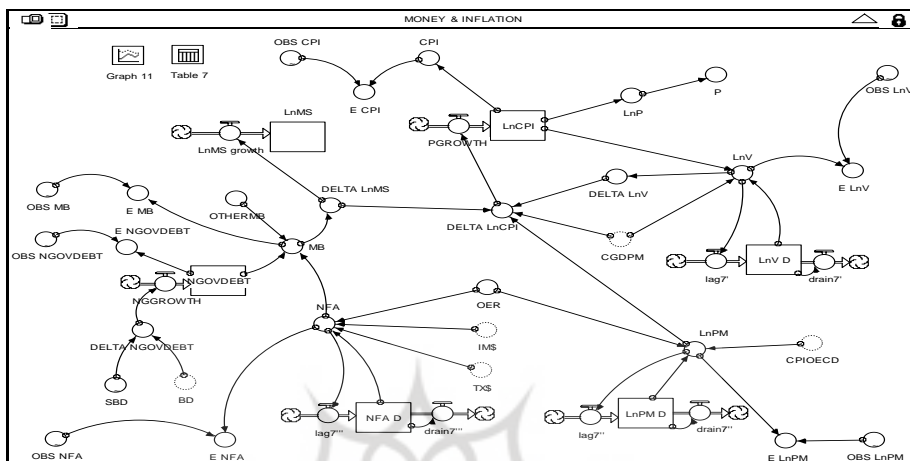 MONEY & INFLATION
OBS CPI
CPI
Graph 11
Table 7
E CPI
LnP
P
OBS LnV
LnMS
LnMS growth
PGROWTH
LnCPI
LnV
E LnV
DELTA LnMS
DELTA LnV
OBS MB
E MB
OTHERMB
DELTA LnCPI
CGDPM
E NGOVDEBT
MB
OBS NGOVDEBT
NGOVDEBT
LnV D
lag7'
drain7'
NGGROWTH
NFA
OER
DELTA NGOVDEBT
IM$
LnPM
CPIOECD
TX$
SBD
BD
NFA D
LnPM D
lag7'''
drain7'''
lag7''
drain7''
OBS NFA
E NFA
E LnPM
OBS LnPM